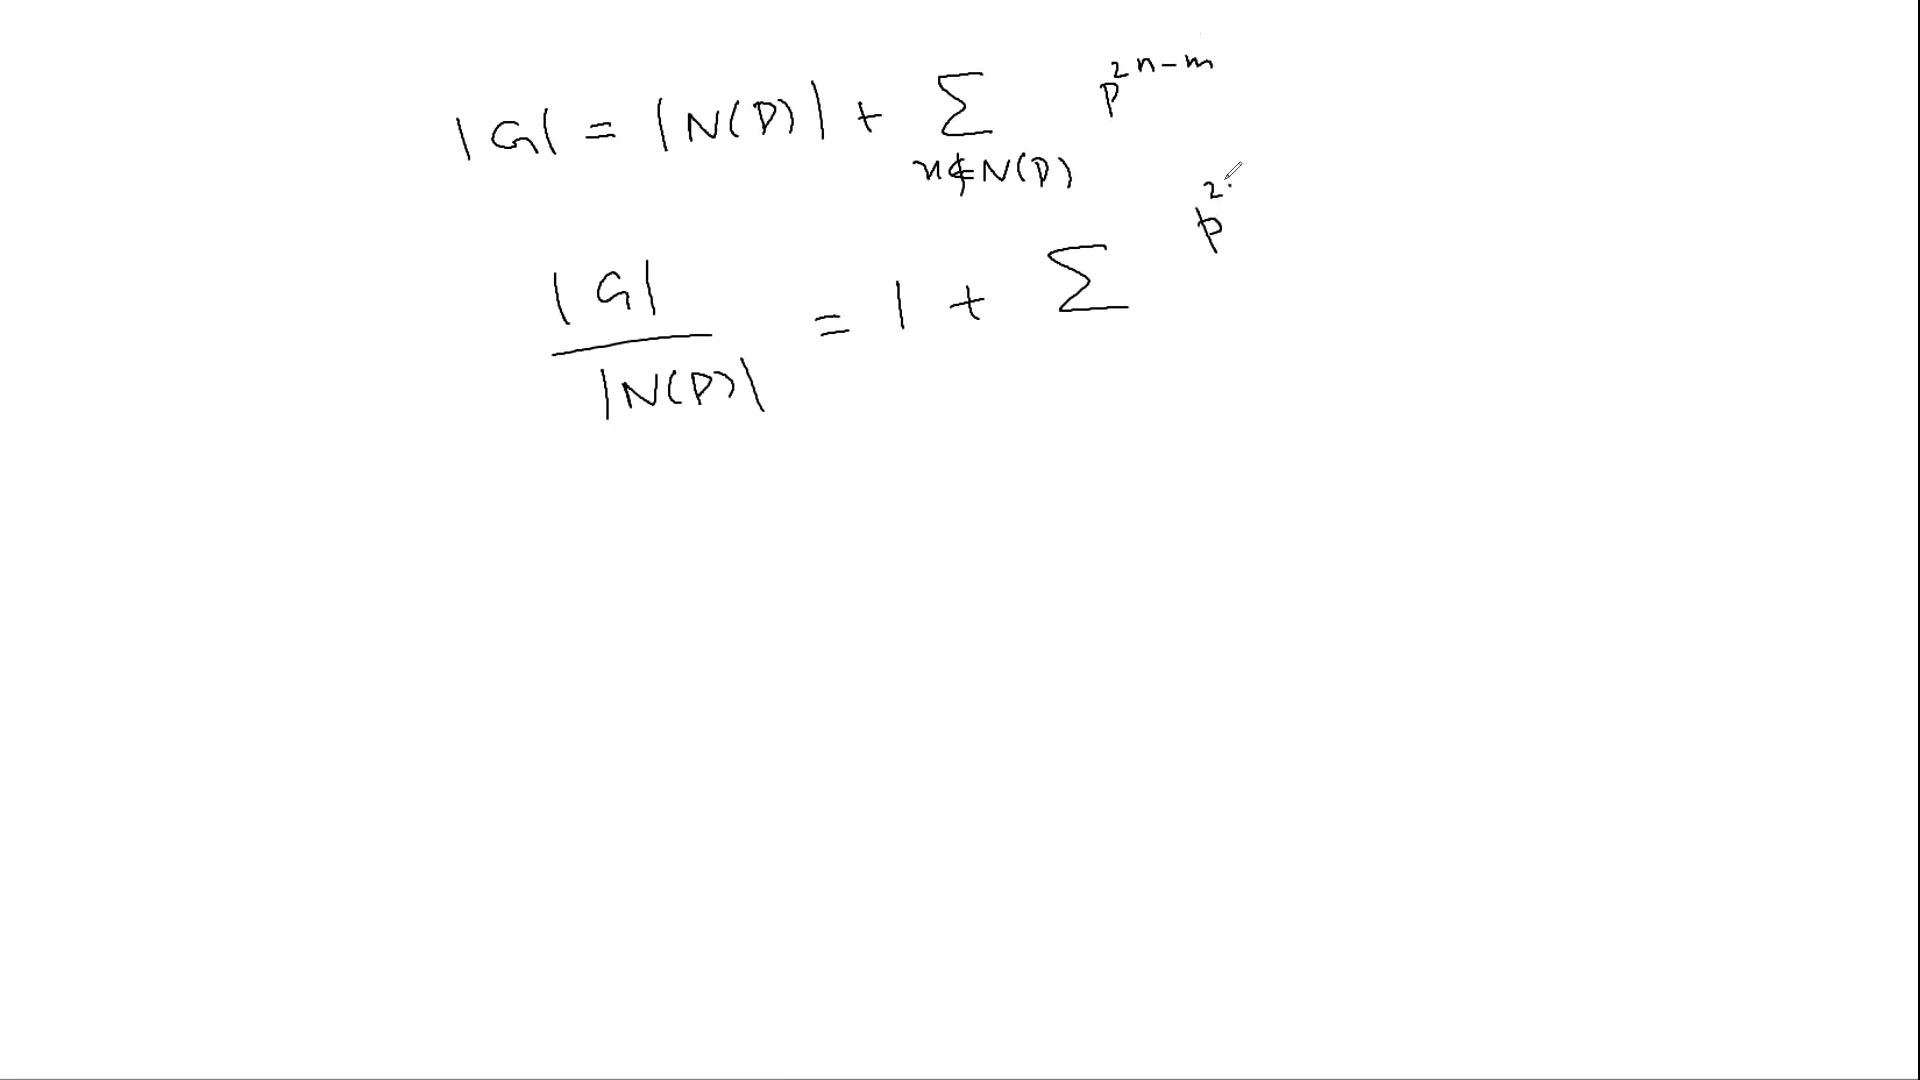 |G| = |N(P)| + ∑_{x∉N(P)} p^{2n-m}
|G| / |N(P)| = 1 + ∑ p^{2}